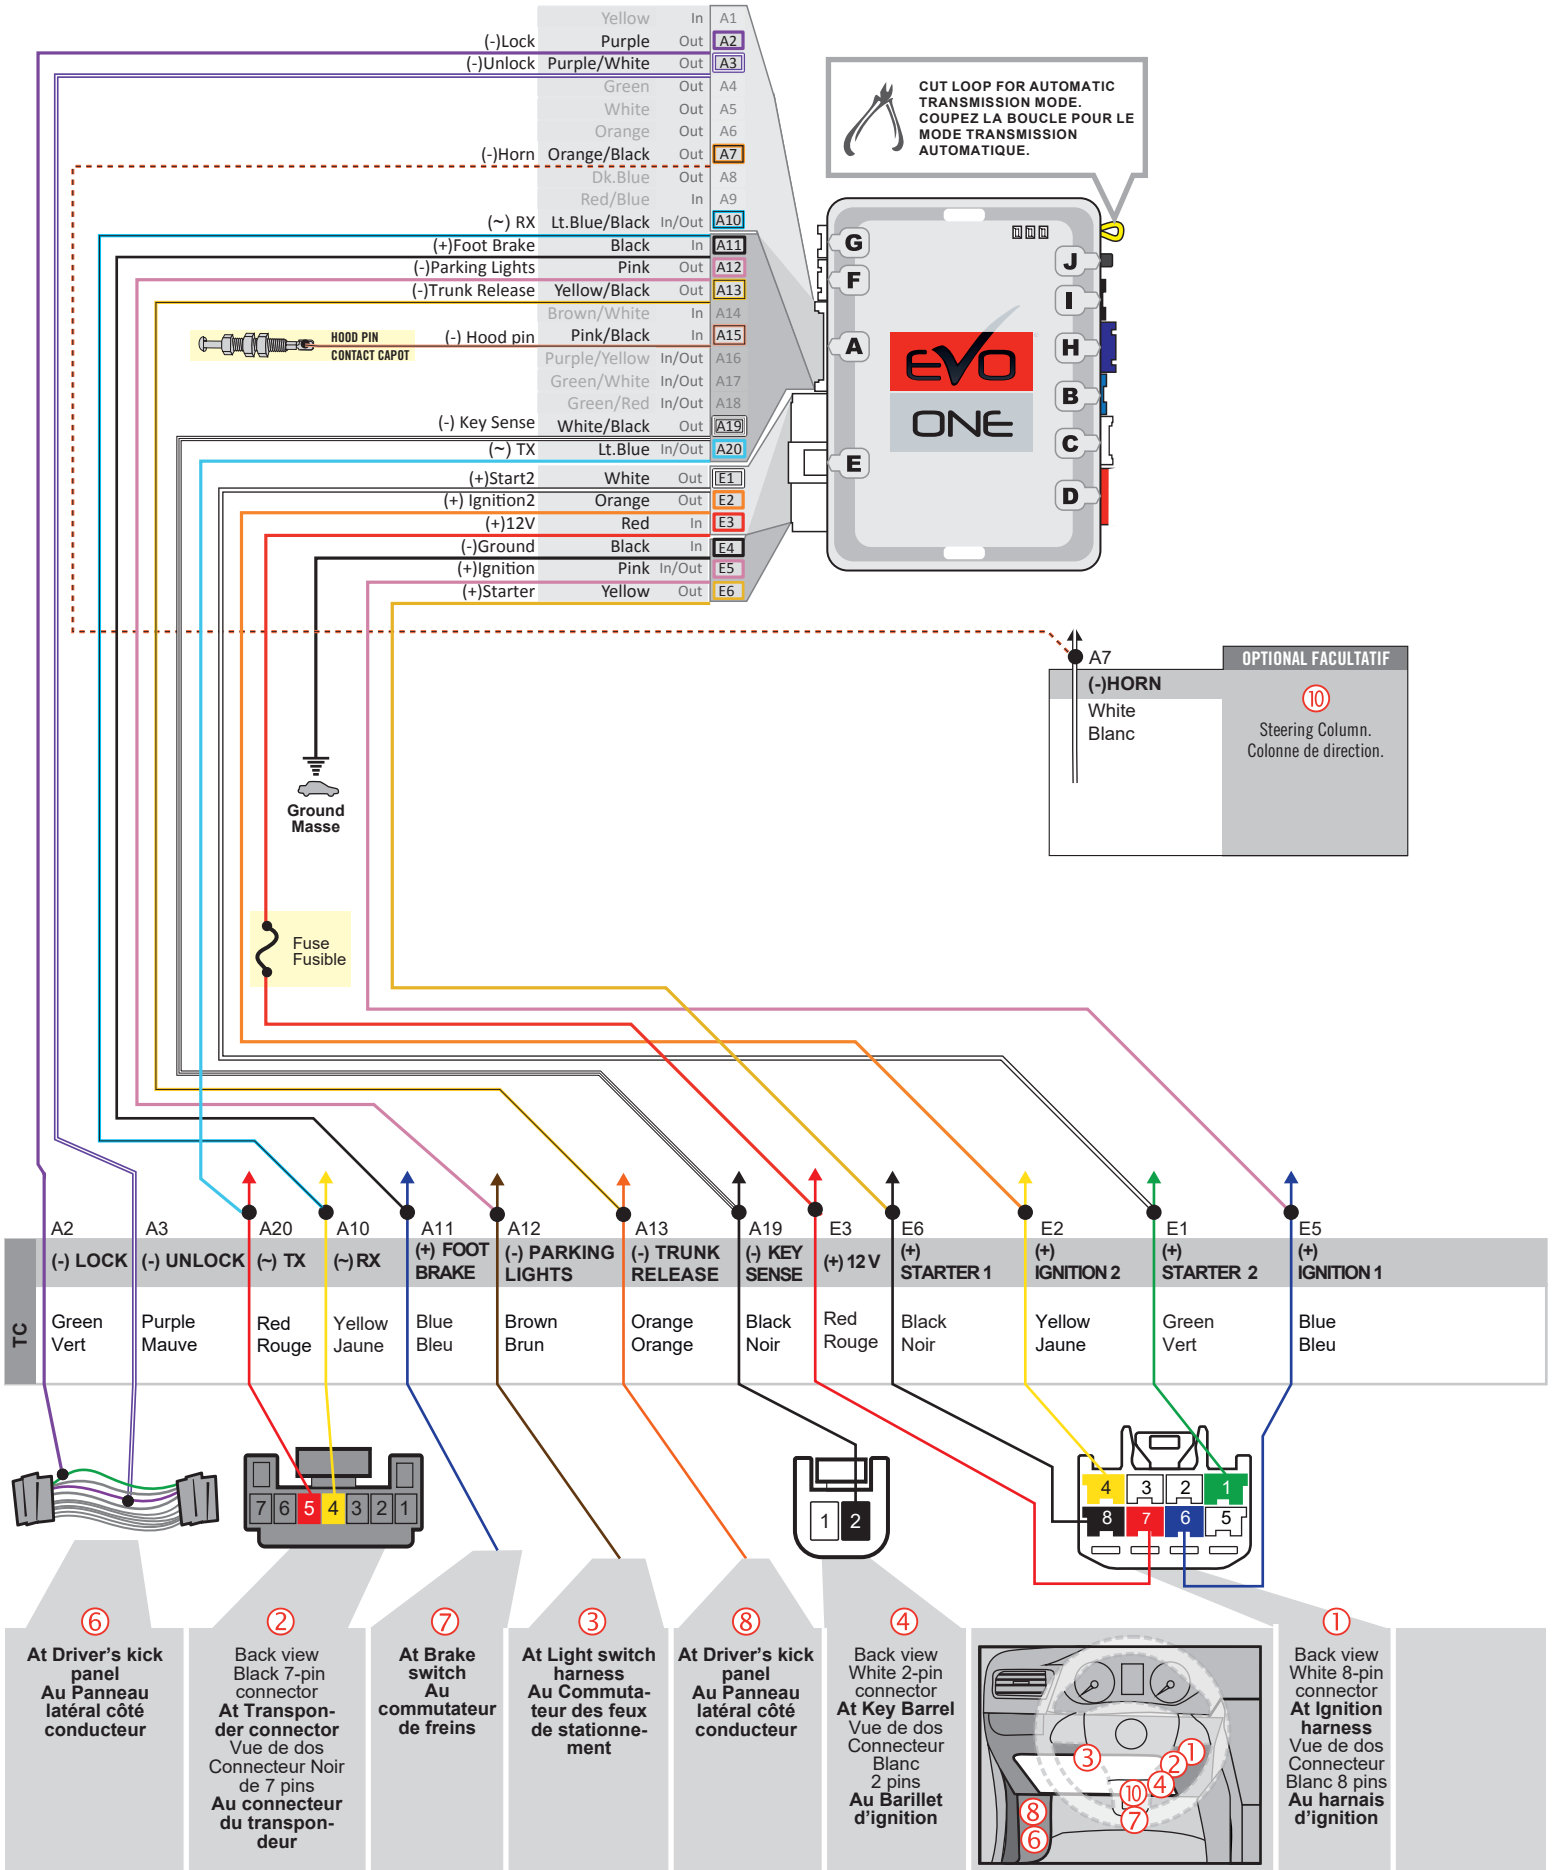 Yellow In A1
(-)Lock Purple Out A2
(-)Unlock Purple/White Out A3
Green Out A4
White Out A5
Orange Out A6
(-)Horn Orange/Black Out A7
Dk.Blue Out A8
Red/Blue In A9
(~) RX Lt.Blue/Black In/Out A10
(+)Foot Brake Black In A11
(-)Parking Lights Pink Out A12
(-)Trunk Release Yellow/Black Out A13
Brown/White In A14
(-) Hood pin Pink/Black In A15
Purple/Yellow In/Out A16
Green/White In/Out A17
Green/Red In/Out A18
(-) Key Sense White/Black Out A19
(~) TX Lt.Blue In/Out A20
(+)Start2 White Out E1
(+) Ignition2 Orange Out E2
(+)12V Red In E3
(-)Ground Black In E4
(+)Ignition Pink In/Out E5
(+)Starter Yellow Out E6
HOOD PIN
CONTACT CAPOT
CUT LOOP FOR AUTOMATIC
TRANSMISSION MODE.
COUPEZ LA BOUCLE POUR LE
MODE TRANSMISSION
AUTOMATIQUE.
G
F
A
E
J
I
H
B
C
D
EVO
ONE
A7
OPTIONAL FACULTATIF
(-)HORN
White
Blanc
10
Steering Column.
Colonne de direction.
Ground
Masse
Fuse
Fusible
A2 A3 A20 A10 A11 A12 A13 A19 E3 E6 E2 E1 E5
TC
(-) LOCK
Green
Vert
(-) UNLOCK
Purple
Mauve
(~) TX
Red
Rouge
(~) RX
Yellow
Jaune
(+) FOOT
BRAKE
Blue
Bleu
(-) PARKING
LIGHTS
Brown
Brun
(-) TRUNK
RELEASE
Orange
Orange
(-) KEY
SENSE
Black
Noir
(+) 12V
Red
Rouge
(+)
STARTER 1
Black
Noir
(+)
IGNITION 2
Yellow
Jaune
(+)
STARTER 2
Green
Vert
(+)
IGNITION 1
Blue
Bleu
7 6 5 4 3 2 1
1 2
4 3 2 1
8 7 6 5
6
At Driver's kick
panel
Au Panneau
latéral côté
conducteur
2
Back view
Black 7-pin
connector
At Transpon-
der connector
Vue de dos
Connecteur Noir
de 7 pins
Au connecteur
du transpon-
deur
7
At Brake
switch
Au
commutateur
de freins
3
At Light switch
harness
Au Commuta-
teur des feux
de stationne-
ment
8
At Driver's kick
panel
Au Panneau
latéral côté
conducteur
4
Back view
White 2-pin
connector
At Key Barrel
Vue de dos
Connecteur
Blanc
2 pins
Au Barillet
d'ignition
3
1
2
4
10
7
8
6
1
Back view
White 8-pin
connector
At Ignition
harness
Vue de dos
Connecteur
Blanc 8 pins
Au harnais
d'ignition